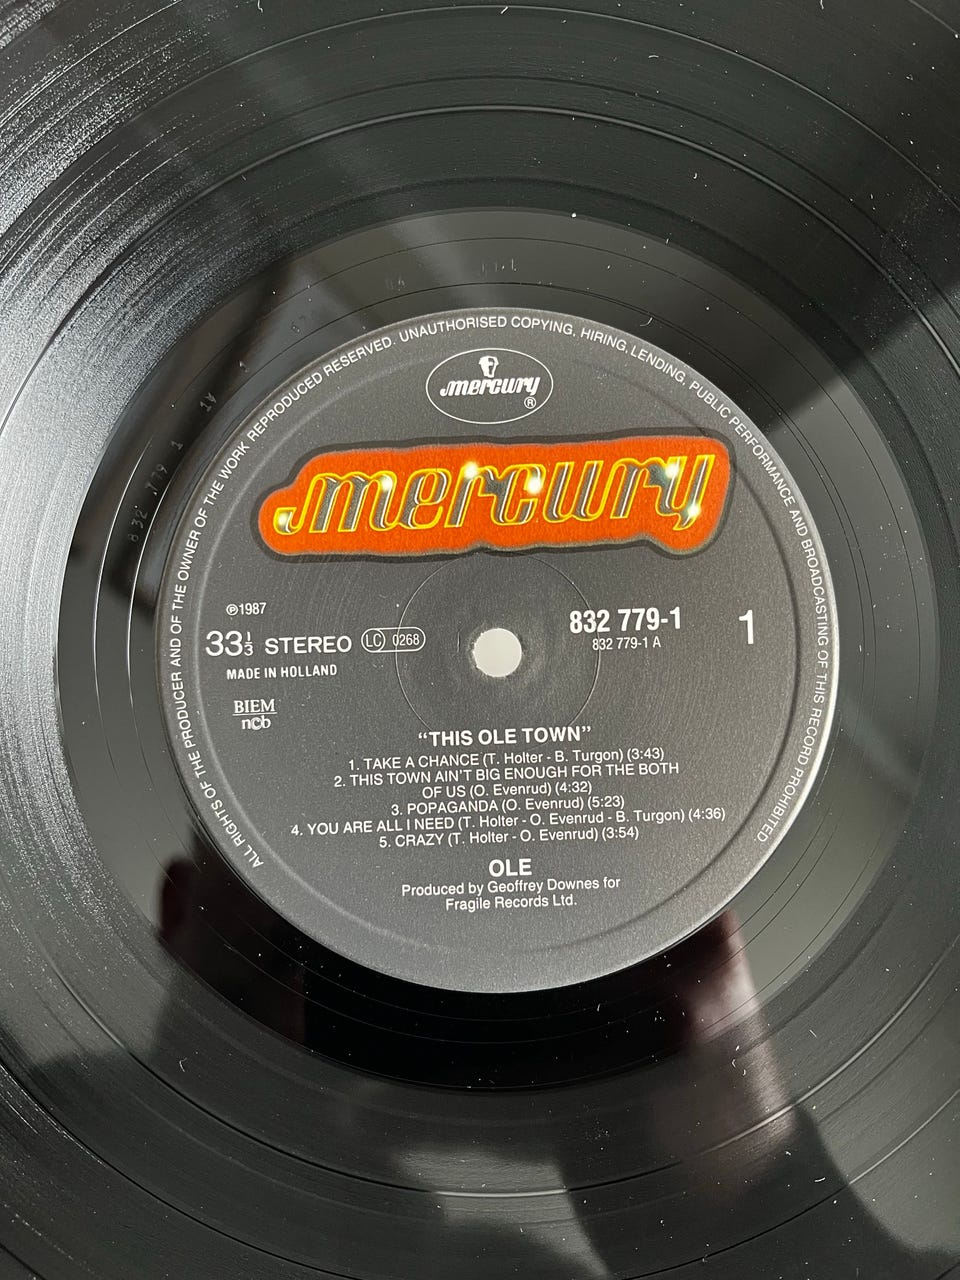 ALL RIGHTS OF THE PRODUCER AND OF THE OWNER OF THE WORK REPRODUCED RESERVED. UNAUTHORISED COPYING, HIRING, LENDING, PUBLIC PERFORMANCE AND BROADCASTING OF THIS RECORD PROHIBITED
mercury
®
mercury
℗1987
33⅓ STEREO LC 0268
MADE IN HOLLAND
BIEM
ncb
832 779-1
832 779-1 A
1
“THIS OLE TOWN”
1. TAKE A CHANCE (T. Holter - B. Turgon) (3:43)
2. THIS TOWN AIN'T BIG ENOUGH FOR THE BOTH
OF US (O. Evenrud) (4:32)
3. POPAGANDA (O. Evenrud) (5:23)
4. YOU ARE ALL I NEED (T. Holter - O. Evenrud - B. Turgon) (4:36)
5. CRAZY (T. Holter - O. Evenrud) (3:54)
OLE
Produced by Geoffrey Downes for
Fragile Records Ltd.
832 779 1 1Y